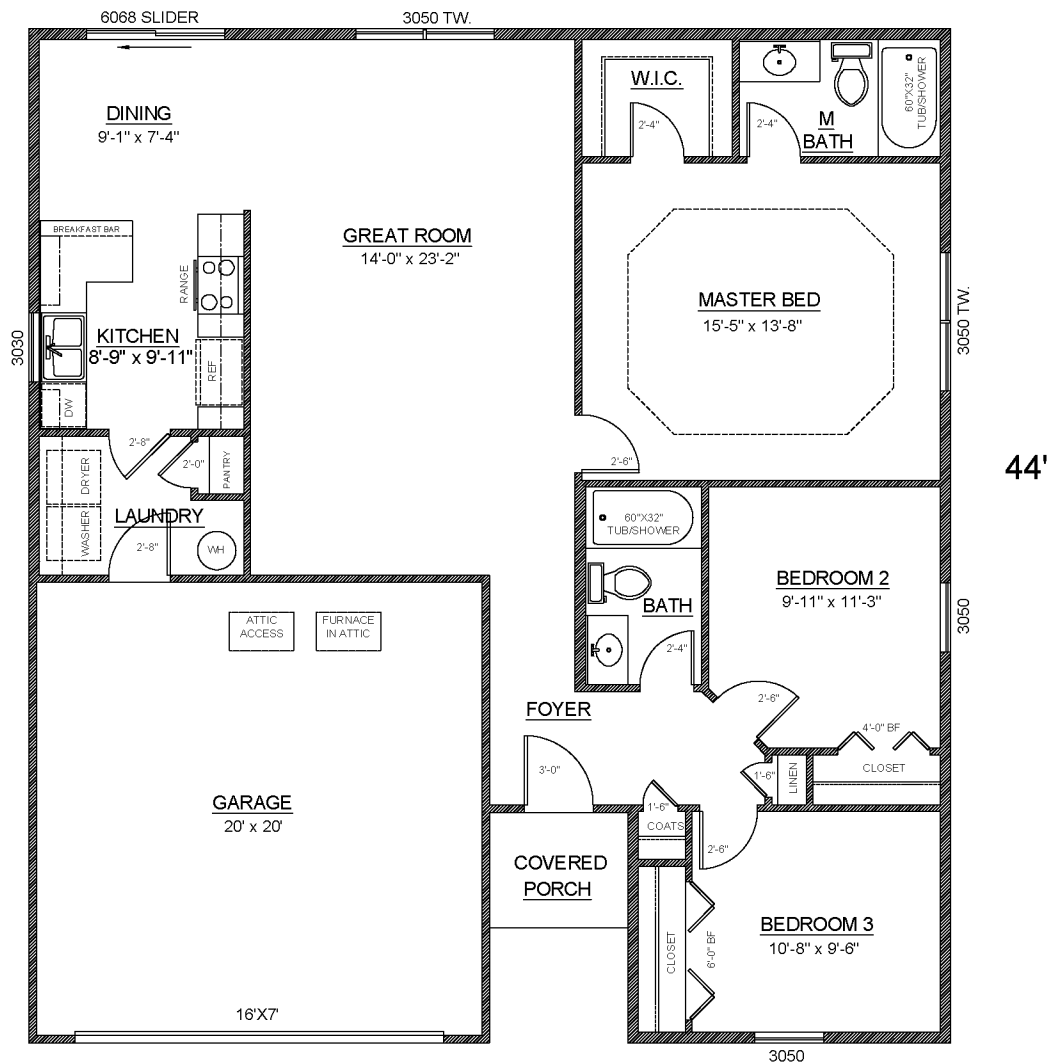 6068 SLIDER
3050 TW.
DINING
9'-1" x 7'-4"
W.I.C.
2'-4"
2'-4"
M
BATH
60"X32"
TUB/SHOWER
BREAKFAST BAR
GREAT ROOM
14'-0" x 23'-2"
RANGE
MASTER BED
15'-5" x 13'-8"
3050 TW.
3030
KITCHEN
8'-9" x 9'-11"
REF
DW
2'-8"
2'-0"
PANTRY
DRYER
2'-6"
44'
LAUNDRY
WASHER
2'-8"
WH
60"X32"
TUB/SHOWER
BEDROOM 2
9'-11" x 11'-3"
3050
BATH
ATTIC
ACCESS
FURNACE
IN ATTIC
2'-4"
2'-6"
FOYER
4'-0" BF
CLOSET
3'-0"
1'-6"
LINEN
1'-6"
COATS
GARAGE
20' x 20'
2'-6"
COVERED
PORCH
BEDROOM 3
10'-8" x 9'-6"
CLOSET
6'-0" BF
16'X7'
3050